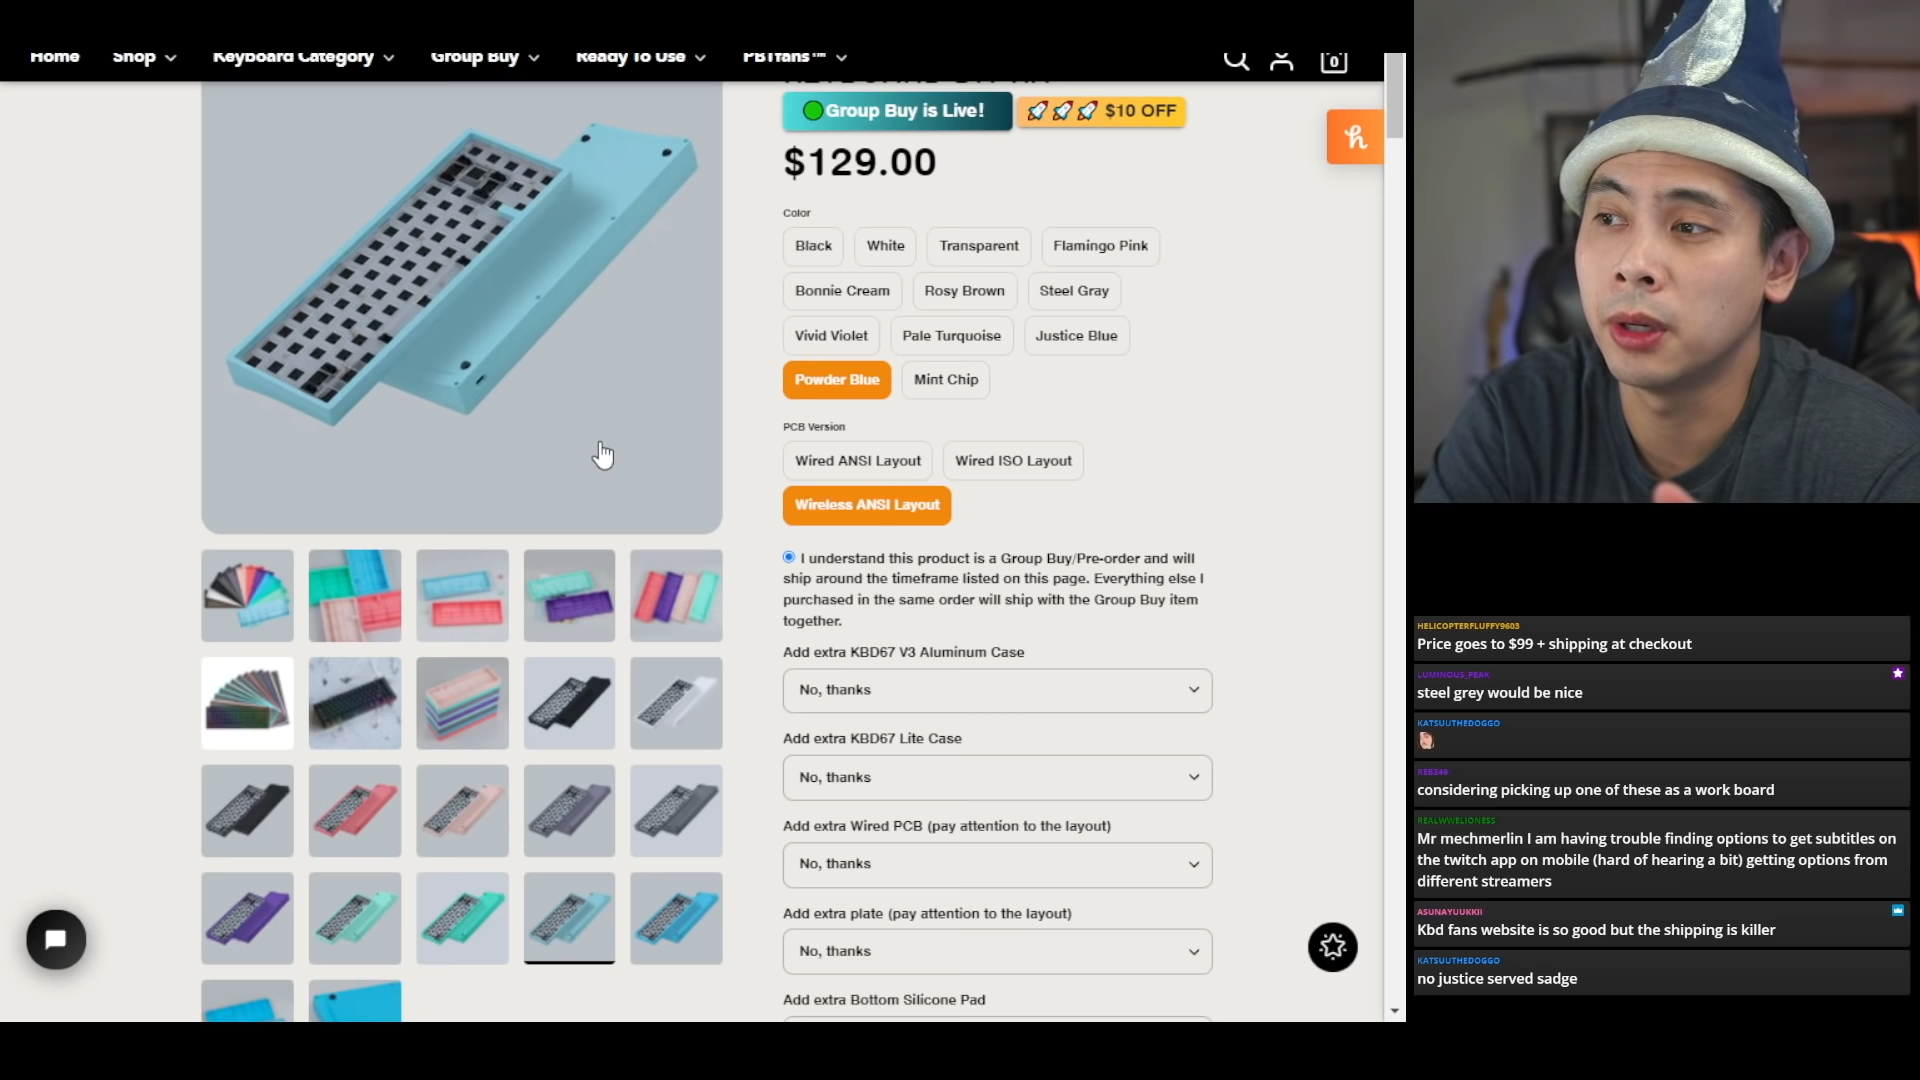 Home Shop Keyboard Category Group Buy Ready To Use PBTfans™
0
KEYBOARD DIY KIT
Group Buy is Live!
$10 OFF
$129.00
Color
Black White Transparent Flamingo Pink
Bonnie Cream Rosy Brown Steel Gray
Vivid Violet Pale Turquoise Justice Blue
Powder Blue Mint Chip
PCB Version
Wired ANSI Layout Wired ISO Layout
Wireless ANSI Layout
I understand this product is a Group Buy/Pre-order and will
ship around the timeframe listed on this page. Everything else I
purchased in the same order will ship with the Group Buy item
together.
Add extra KBD67 V3 Aluminum Case
No, thanks
Add extra KBD67 Lite Case
No, thanks
Add extra Wired PCB (pay attention to the layout)
No, thanks
Add extra plate (pay attention to the layout)
No, thanks
Add extra Bottom Silicone Pad
HELICOPTERFLUFFY9603
Price goes to $99 + shipping at checkout
LUMINOUS_PEAK
steel grey would be nice
KATSUUTHEDOGGO
considering picking up one of these as a work board
REALWWELIONESS
Mr mechmerlin I am having trouble finding options to get subtitles on
the twitch app on mobile (hard of hearing a bit) getting options from
different streamers
ASUNAYUUKKII
Kbd fans website is so good but the shipping is killer
KATSUUTHEDOGGO
no justice served sadge